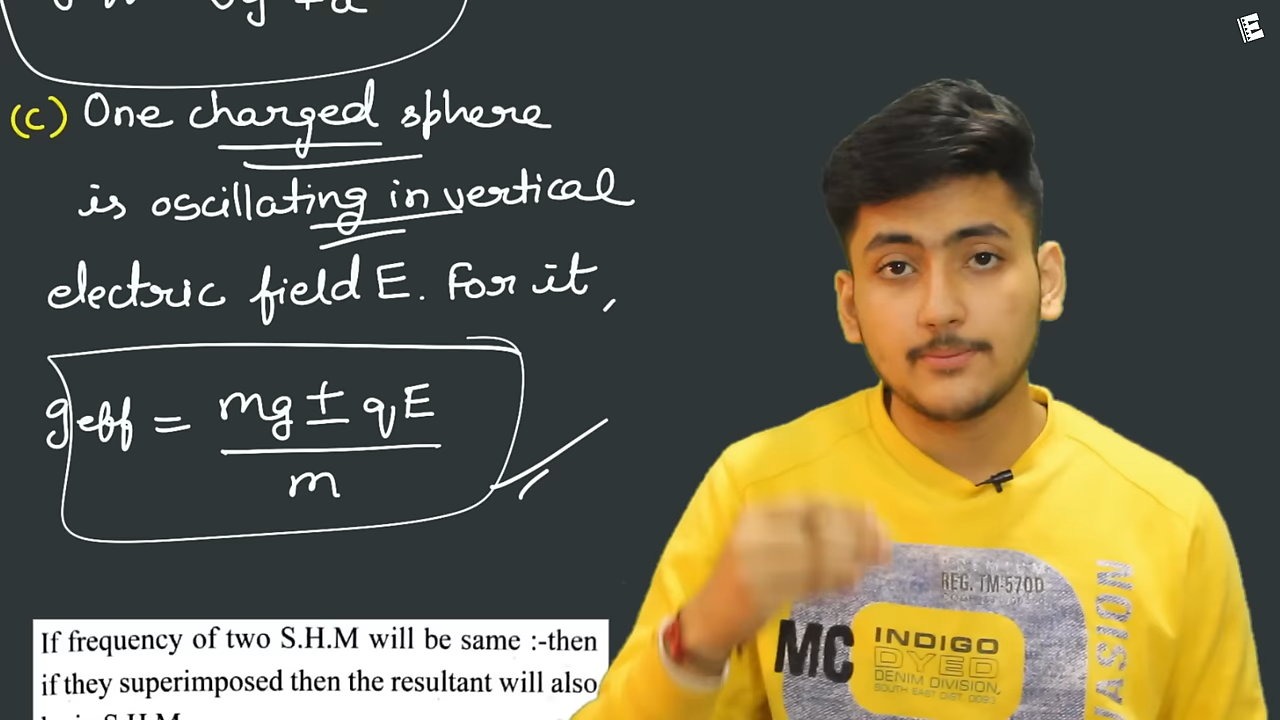 (c) One charged sphere
is oscillating in vertical
electric field E. For it,
geff = mg ± qE
m
If frequency of two S.H.M will be same :-then
if they superimposed then the resultant will also
REG. TM-570D
MC
INDIGO
DYED
DENIM DIVISION,
SOUTH EAST DIST. 0093
E